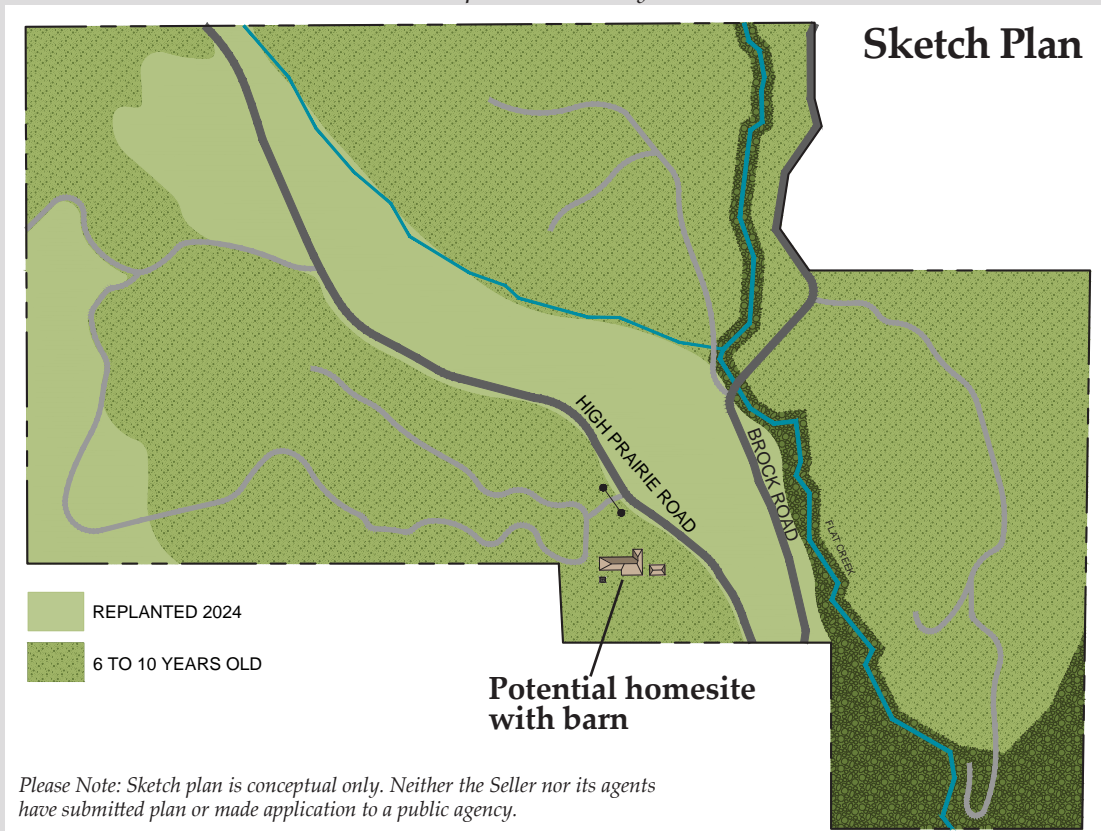 Sketch Plan
HIGH PRAIRIE ROAD
BROCK ROAD
FLAT CREEK
REPLANTED 2024
6 TO 10 YEARS OLD
Potential homesite
with barn
Please Note: Sketch plan is conceptual only. Neither the Seller nor its agents
have submitted plan or made application to a public agency.